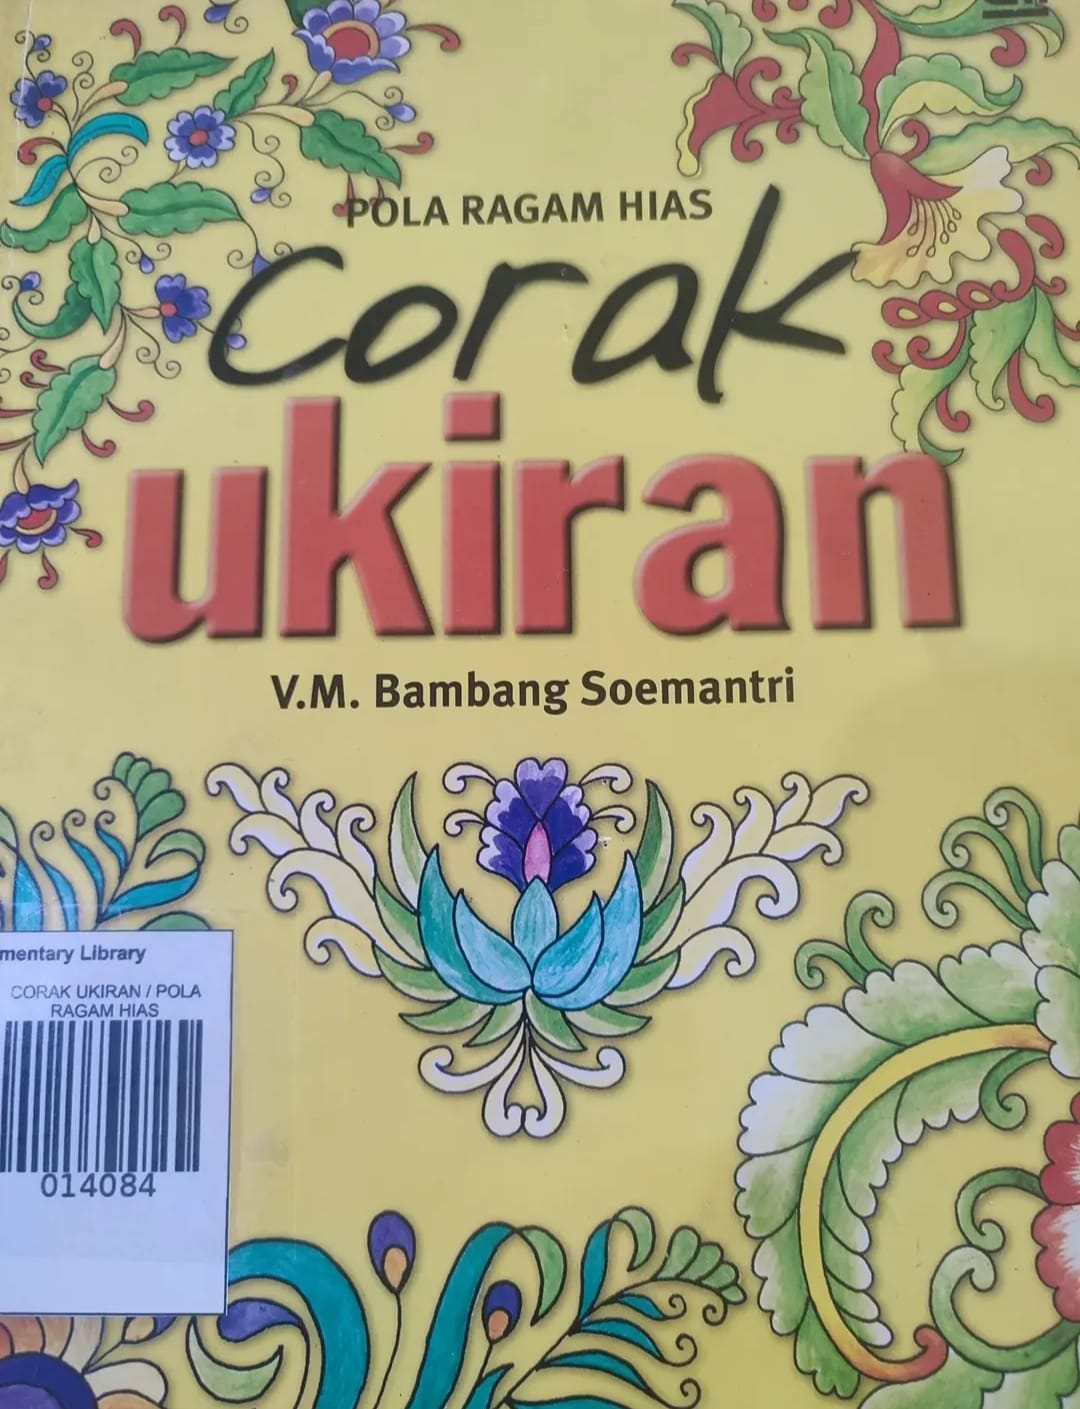 POLA RAGAM HIAS
corak
ukiran
V.M. Bambang Soemantri
mentary Library
CORAK UKIRAN / POLA
RAGAM HIAS
014084